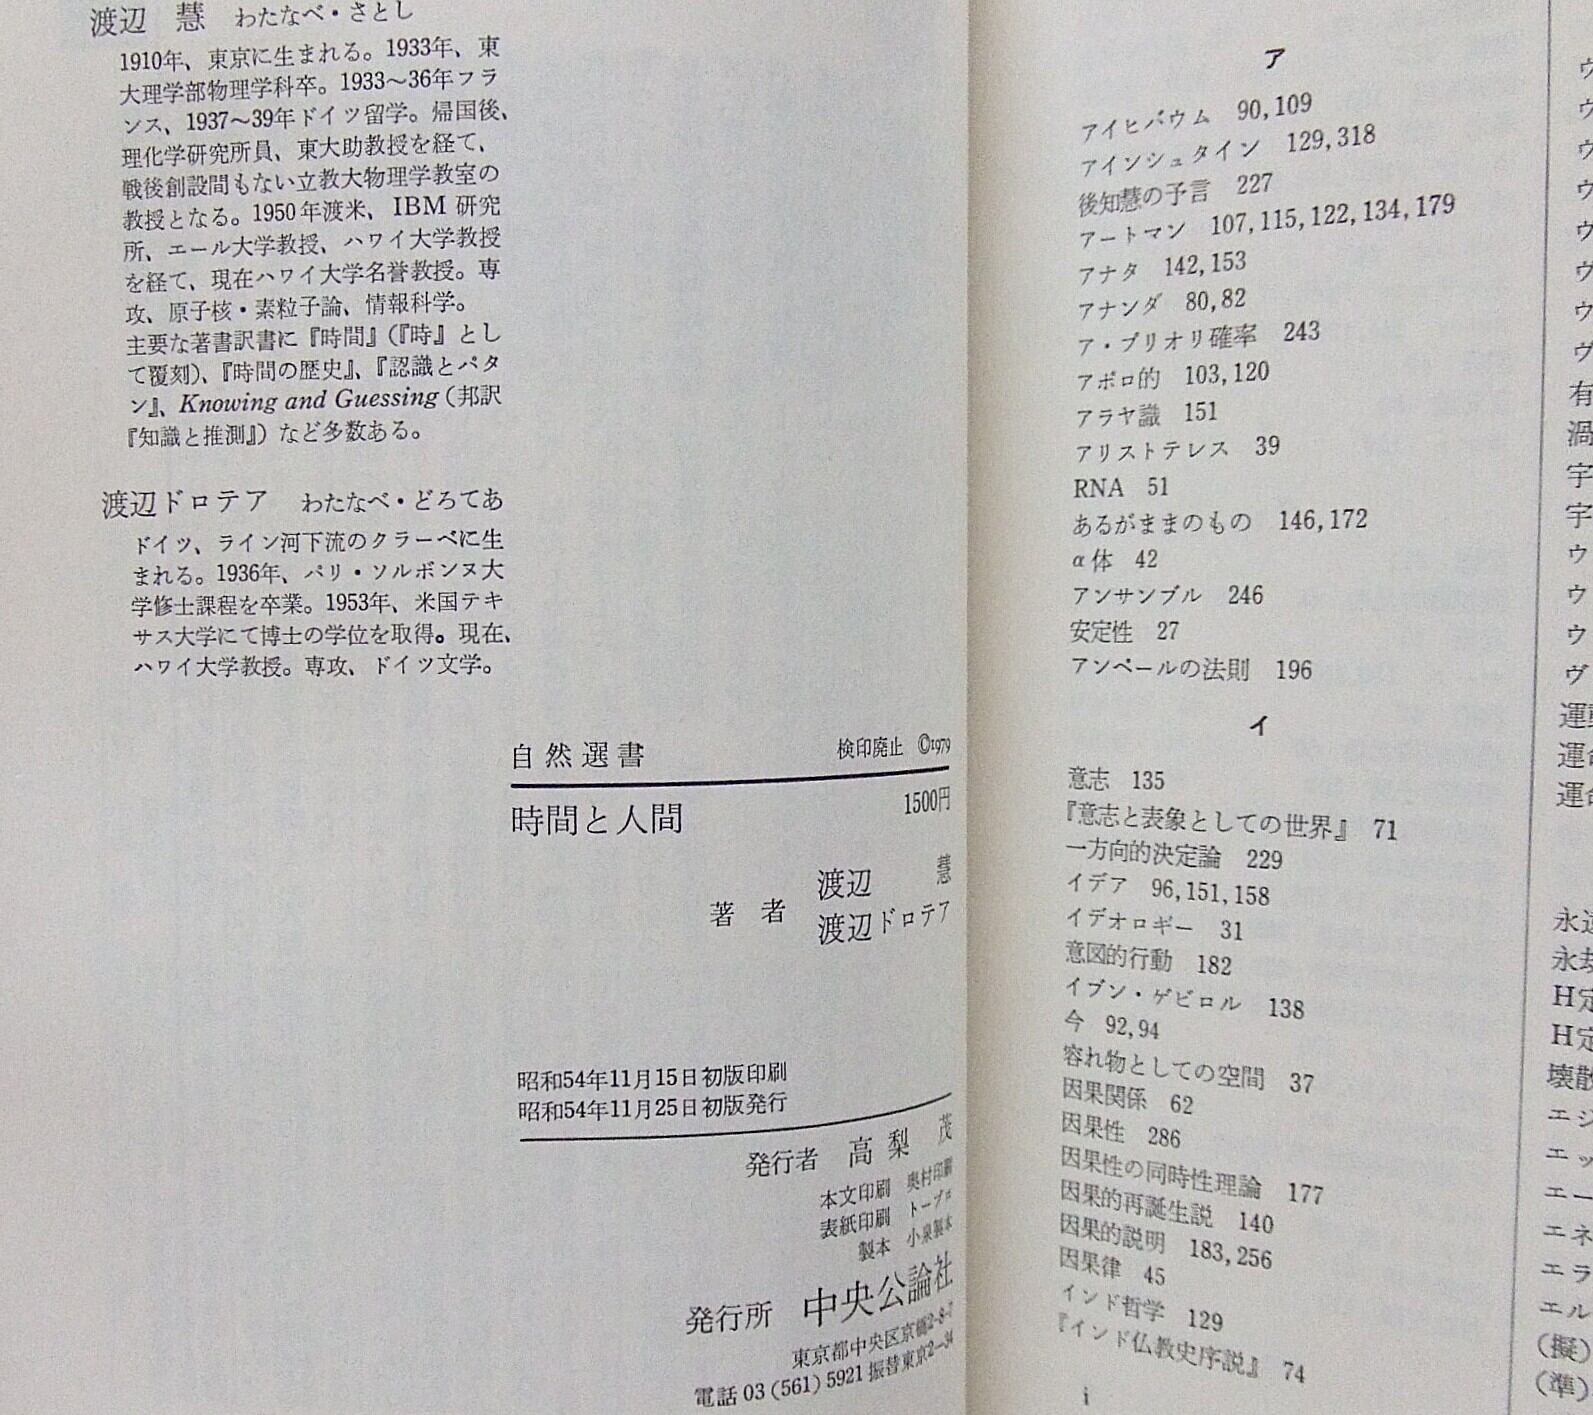 渡辺 慧 わたなべ・さとし
1910年、東京に生まれる。1933年、東
大理学部物理学科卒。1933〜36年フラ
ンス、1937〜39年ドイツ留学。帰国後、
理化学研究所員、東大助教授を経て、
戦後創設間もない立教大物理学教室の
教授となる。1950年渡米、IBM 研究
所、エール大学教授、ハワイ大学教授
を経て、現在ハワイ大学名誉教授。専
攻、原子核・素粒子論、情報科学。
主要な著書訳書に『時間』(『時』とし
て覆刻)、『時間の歴史』、『認識とパタ
ン』、Knowing and Guessing (邦訳
『知識と推測』) など多数ある。
渡辺ドロテア わたなべ・どろてあ
ドイツ、ライン河下流のクラーベに生
まれる。1936年、パリ・ソルボンヌ大
学修士課程を卒業。1953年、米国テキ
サス大学にて博士の学位を取得。現在、
ハワイ大学教授。専攻、ドイツ文学。
自然選書 検印廃止 ©1979
時間と人間 1500円
著者 渡辺 慧
渡辺ドロテア
昭和54年11月15日初版印刷
昭和54年11月25日初版発行
発行者 高梨 茂
本文印刷 奥村印刷
表紙印刷 トープロ
製本 小泉製本
発行所 中央公論社
東京都中央区京橋2-8-7
電話 03 (561) 5921 振替東京2-34
ア
アイヒバウム 90,109
アインシュタイン 129,318
後知慧の予言 227
アートマン 107,115,122,134,179
アナタ 142,153
アナンダ 80,82
ア・プリオリ確率 243
アポロ的 103,120
アラヤ識 151
アリストテレス 39
RNA 51
あるがままのもの 146,172
α体 42
アンサンブル 246
安定性 27
アンペールの法則 196
イ
意志 135
『意志と表象としての世界』 71
一方向的決定論 229
イデア 96,151,158
イデオロギー 31
意図的行動 182
イブン・ゲビロル 138
今 92,94
容れ物としての空間 37
因果関係 62
因果性 286
因果性の同時性理論 177
因果的再誕生説 140
因果的説明 183,256
因果律 45
インド哲学 129
『インド仏教史序説』 74
i